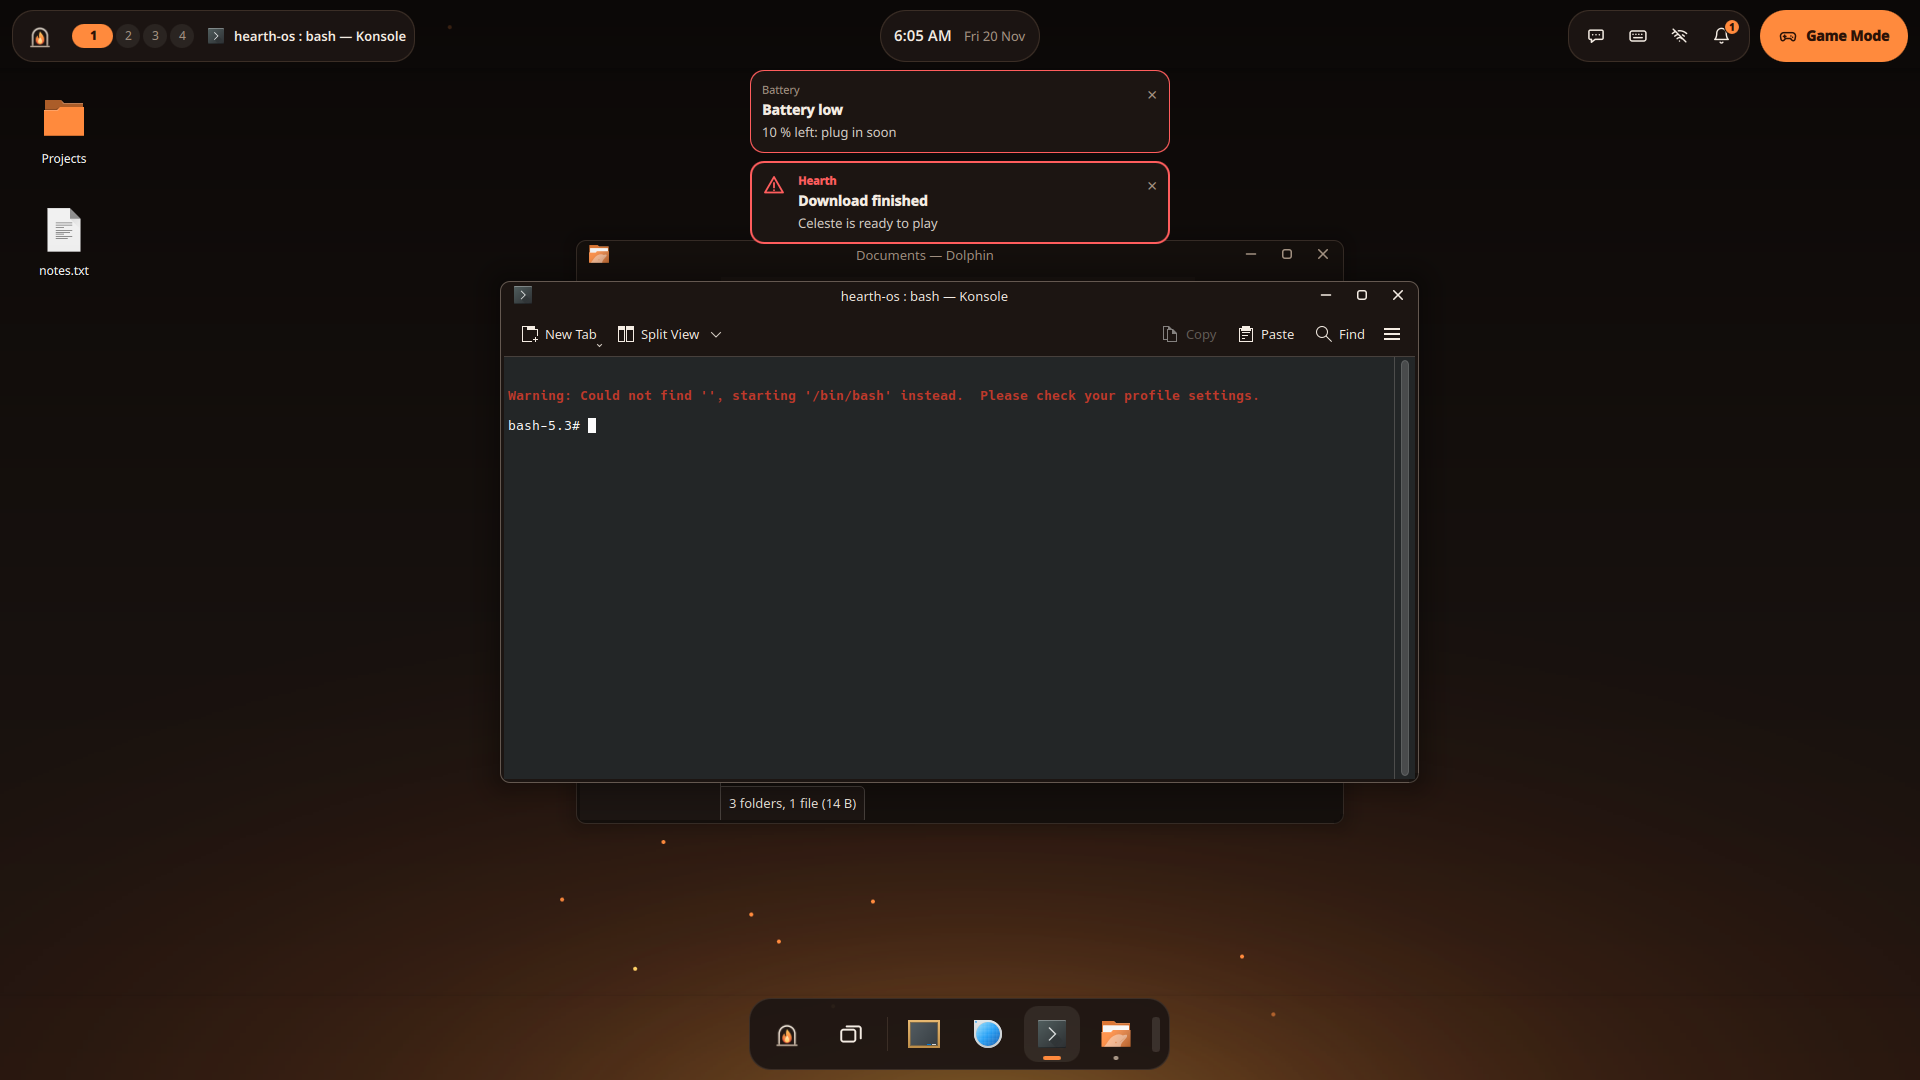 1 2 3 4 hearth-os : bash — Konsole
6:05 AM Fri 20 Nov
1
Game Mode
Projects
notes.txt
Battery
Battery low
10 % left: plug in soon
Hearth
Download finished
Celeste is ready to play
Documents — Dolphin
hearth-os : bash — Konsole
New Tab Split View Copy Paste Find
Warning: Could not find '', starting '/bin/bash' instead.  Please check your profile settings.
bash-5.3#
3 folders, 1 file (14 B)